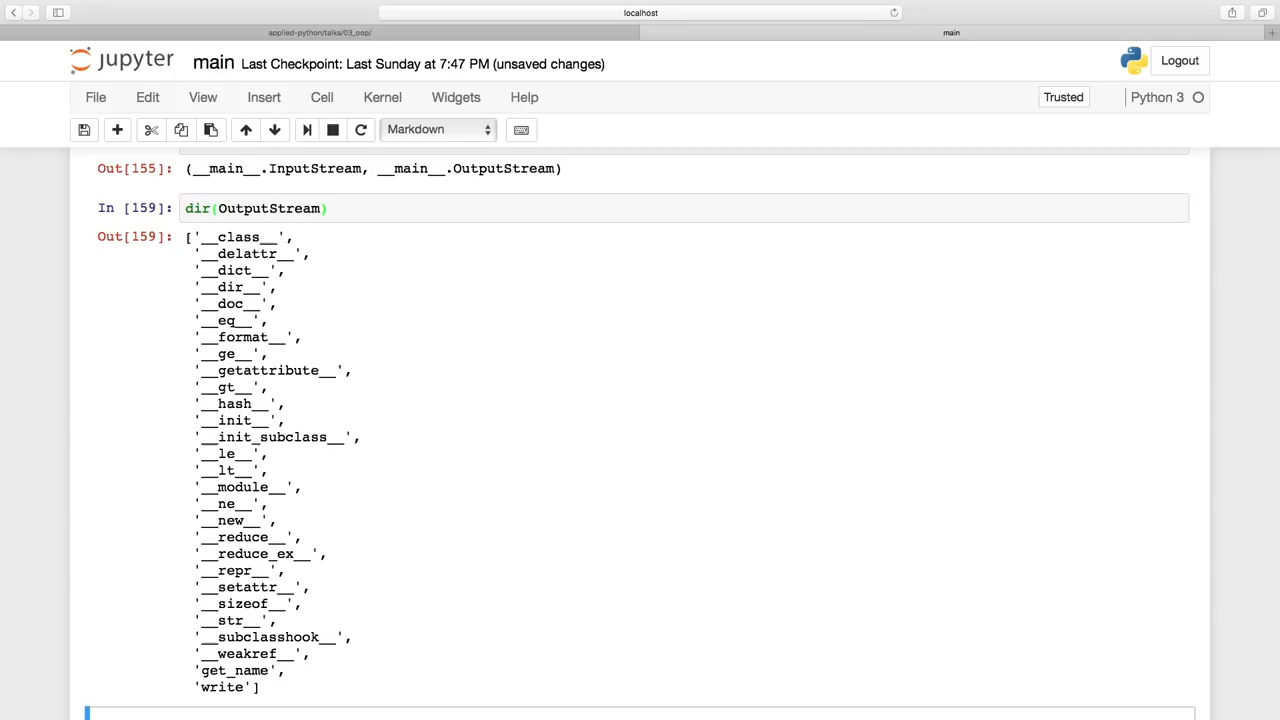 localhost
applied-python/talks/03_oop/
main
jupyter
main Last Checkpoint: Last Sunday at 7:47 PM (unsaved changes)
Logout
File Edit View Insert Cell Kernel Widgets Help
Trusted
Python 3
Markdown
Out[155]: (__main__.InputStream, __main__.OutputStream)
In [159]: dir(OutputStream)
Out[159]: ['__class__',
'__delattr__',
'__dict__',
'__dir__',
'__doc__',
'__eq__',
'__format__',
'__ge__',
'__getattribute__',
'__gt__',
'__hash__',
'__init__',
'__init_subclass__',
'__le__',
'__lt__',
'__module__',
'__ne__',
'__new__',
'__reduce__',
'__reduce_ex__',
'__repr__',
'__setattr__',
'__sizeof__',
'__str__',
'__subclasshook__',
'__weakref__',
'get_name',
'write']